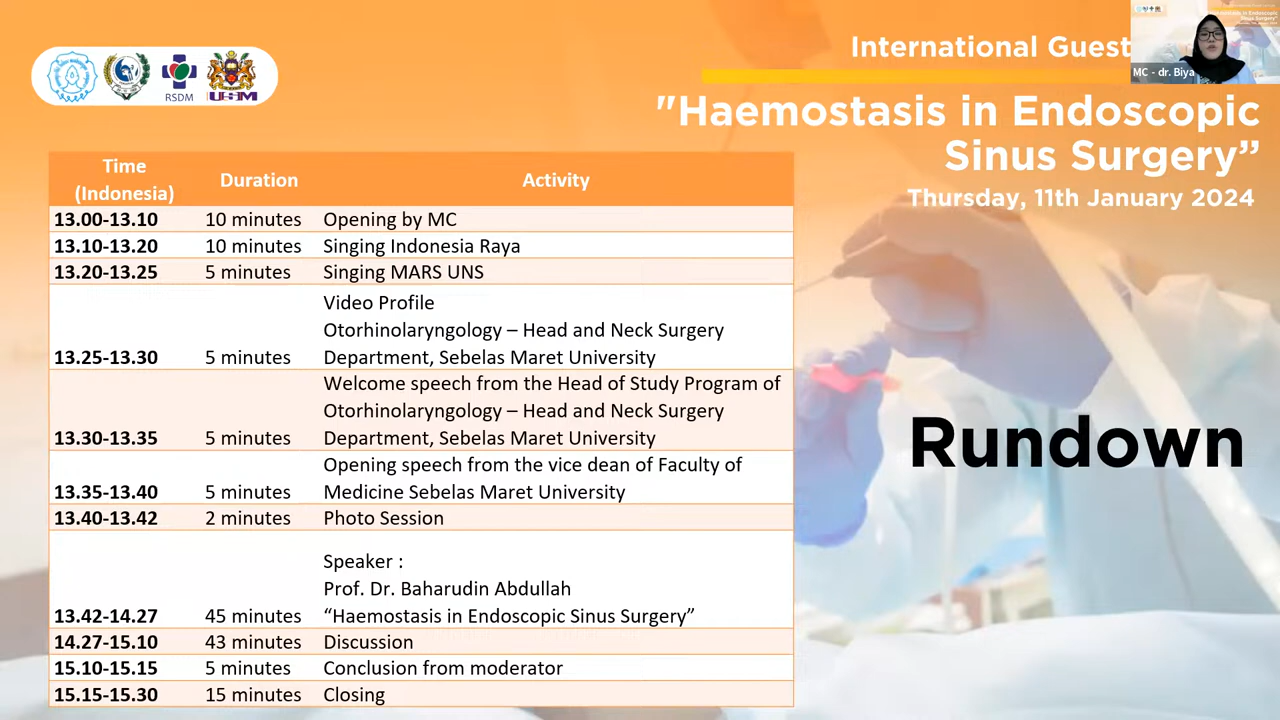 International Guest
MC - dr. Biya
"Haemostasis in Endoscopic
Sinus Surgery”
Thursday, 11th January 2024
RSDM
USM
Time
(Indonesia)
Duration
Activity
13.00-13.10 10 minutes Opening by MC
13.10-13.20 10 minutes Singing Indonesia Raya
13.20-13.25 5 minutes Singing MARS UNS
Video Profile
Otorhinolaryngology – Head and Neck Surgery
13.25-13.30 5 minutes Department, Sebelas Maret University
Welcome speech from the Head of Study Program of
Otorhinolaryngology – Head and Neck Surgery
13.30-13.35 5 minutes Department, Sebelas Maret University
Opening speech from the vice dean of Faculty of
13.35-13.40 5 minutes Medicine Sebelas Maret University
13.40-13.42 2 minutes Photo Session
Speaker :
Prof. Dr. Baharudin Abdullah
13.42-14.27 45 minutes “Haemostasis in Endoscopic Sinus Surgery”
14.27-15.10 43 minutes Discussion
15.10-15.15 5 minutes Conclusion from moderator
15.15-15.30 15 minutes Closing
Rundown